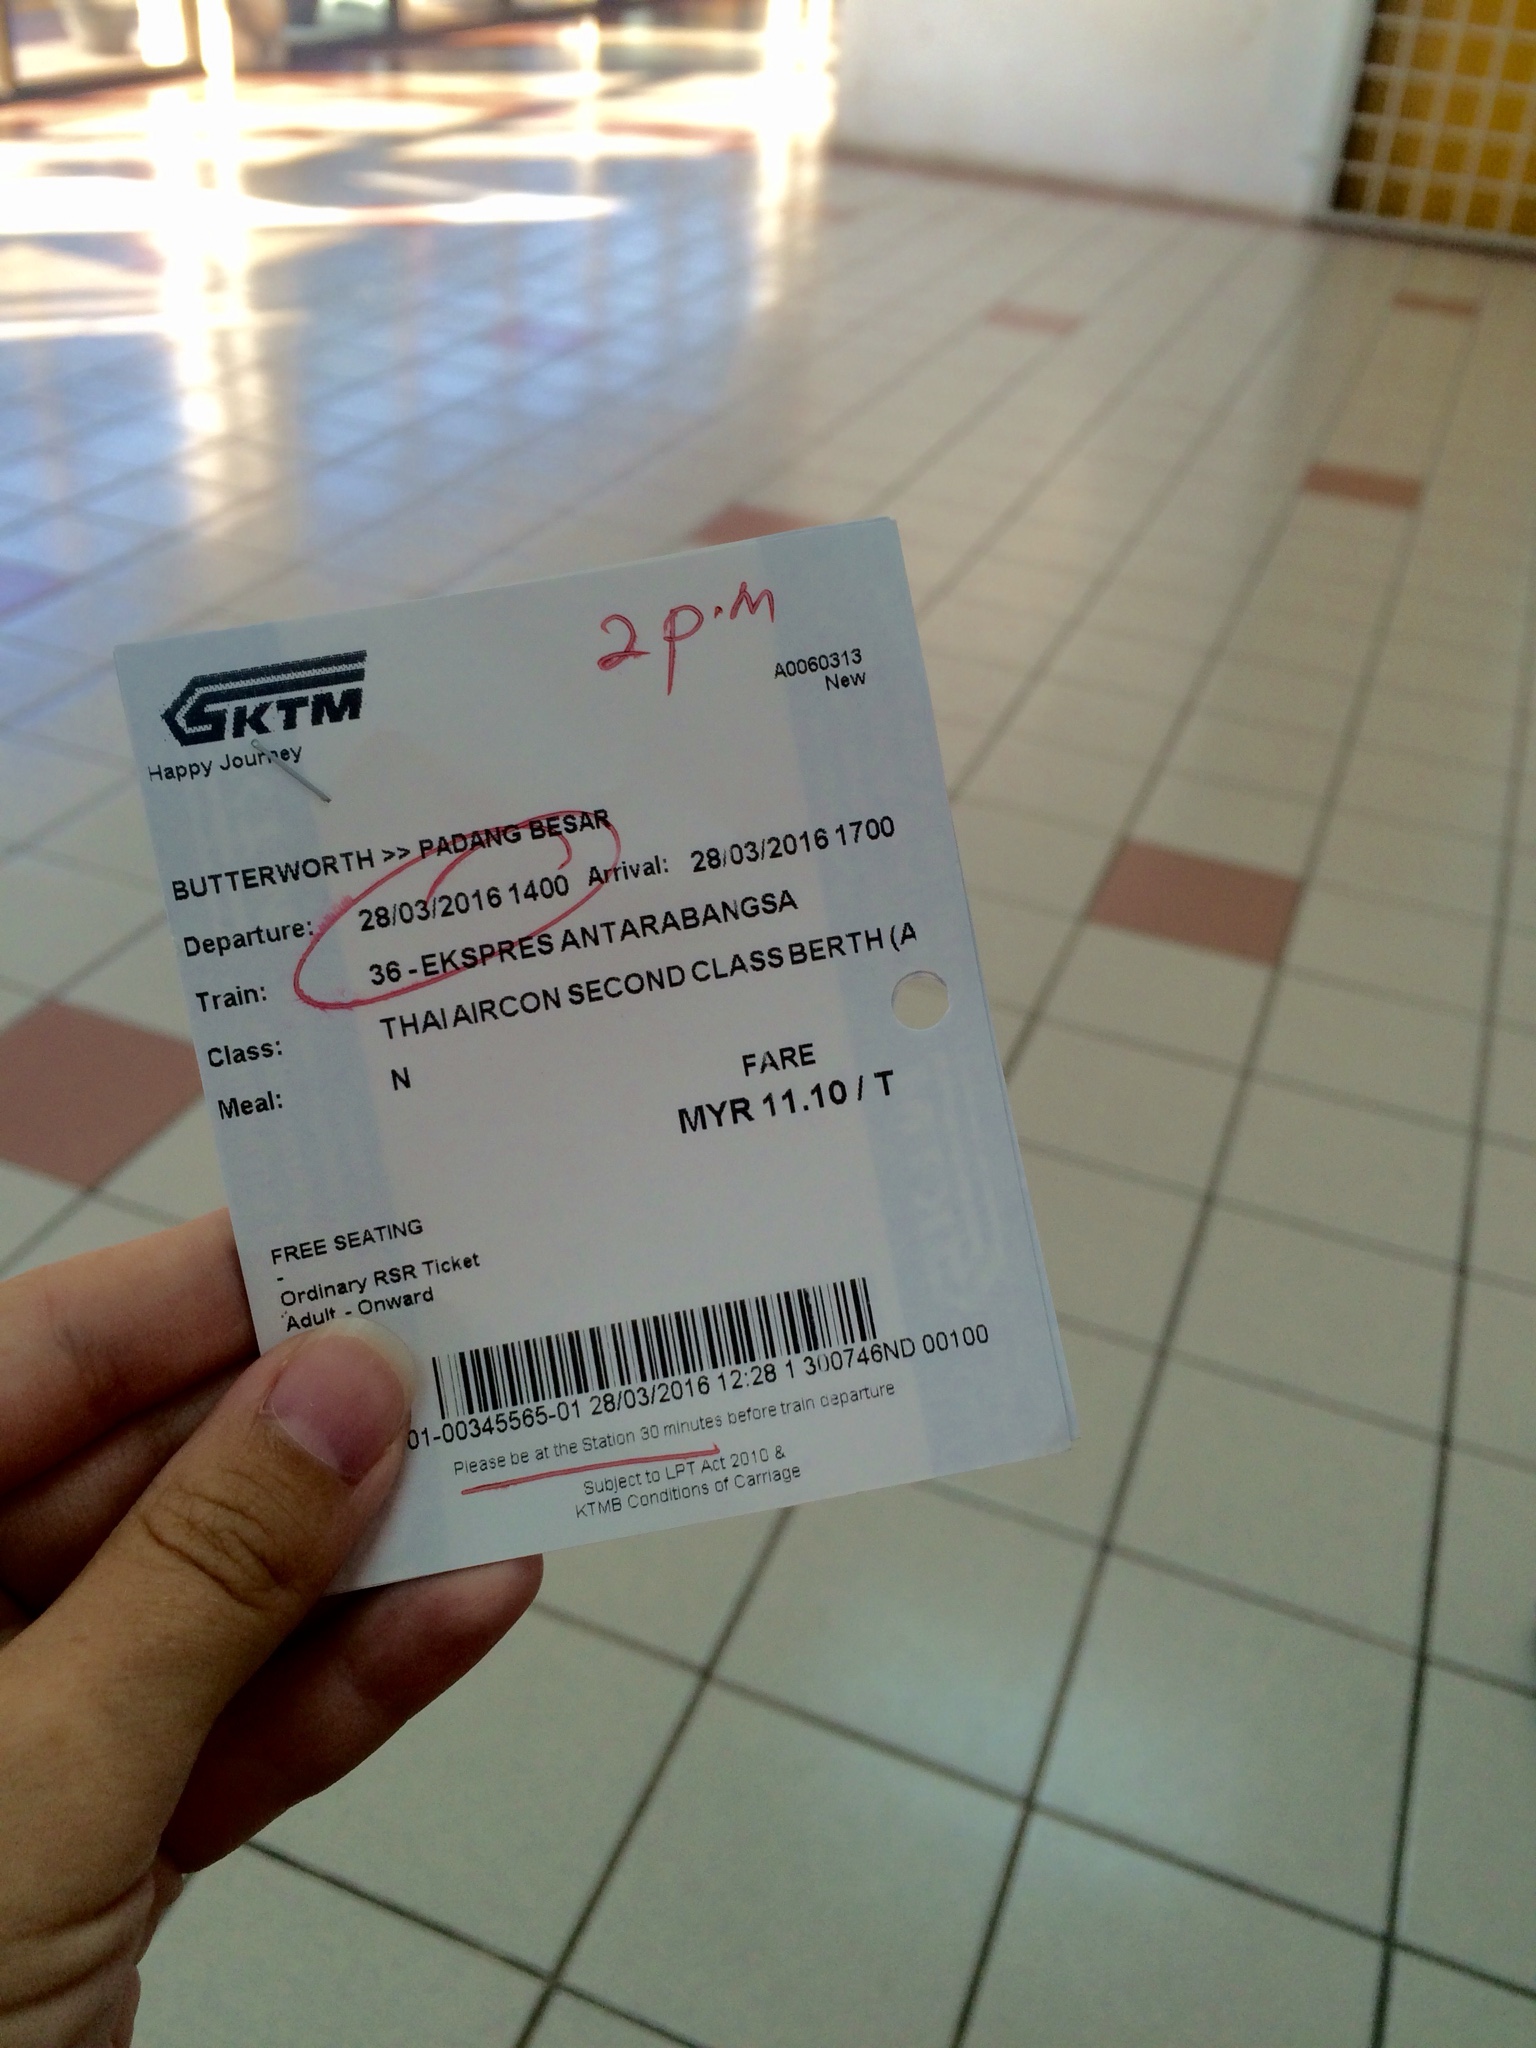 2 p.m
KTM
A0060313
New
Happy Journey
BUTTERWORTH >> PADANG BESAR
Departure: 28/03/2016 1400 Arrival: 28/03/2016 1700
Train: 36 - EKSPRES ANTARABANGSA
Class: THAI AIRCON SECOND CLASS BERTH (A
Meal: N
FARE
MYR 11.10 / T
FREE SEATING
-
Ordinary RSR Ticket
Adult - Onward
01-00345565-01 28/03/2016 12:28 1 300746ND 00100
Please be at the Station 30 minutes before train departure
Subject to LPT Act 2010 &
KTMB Conditions of Carriage